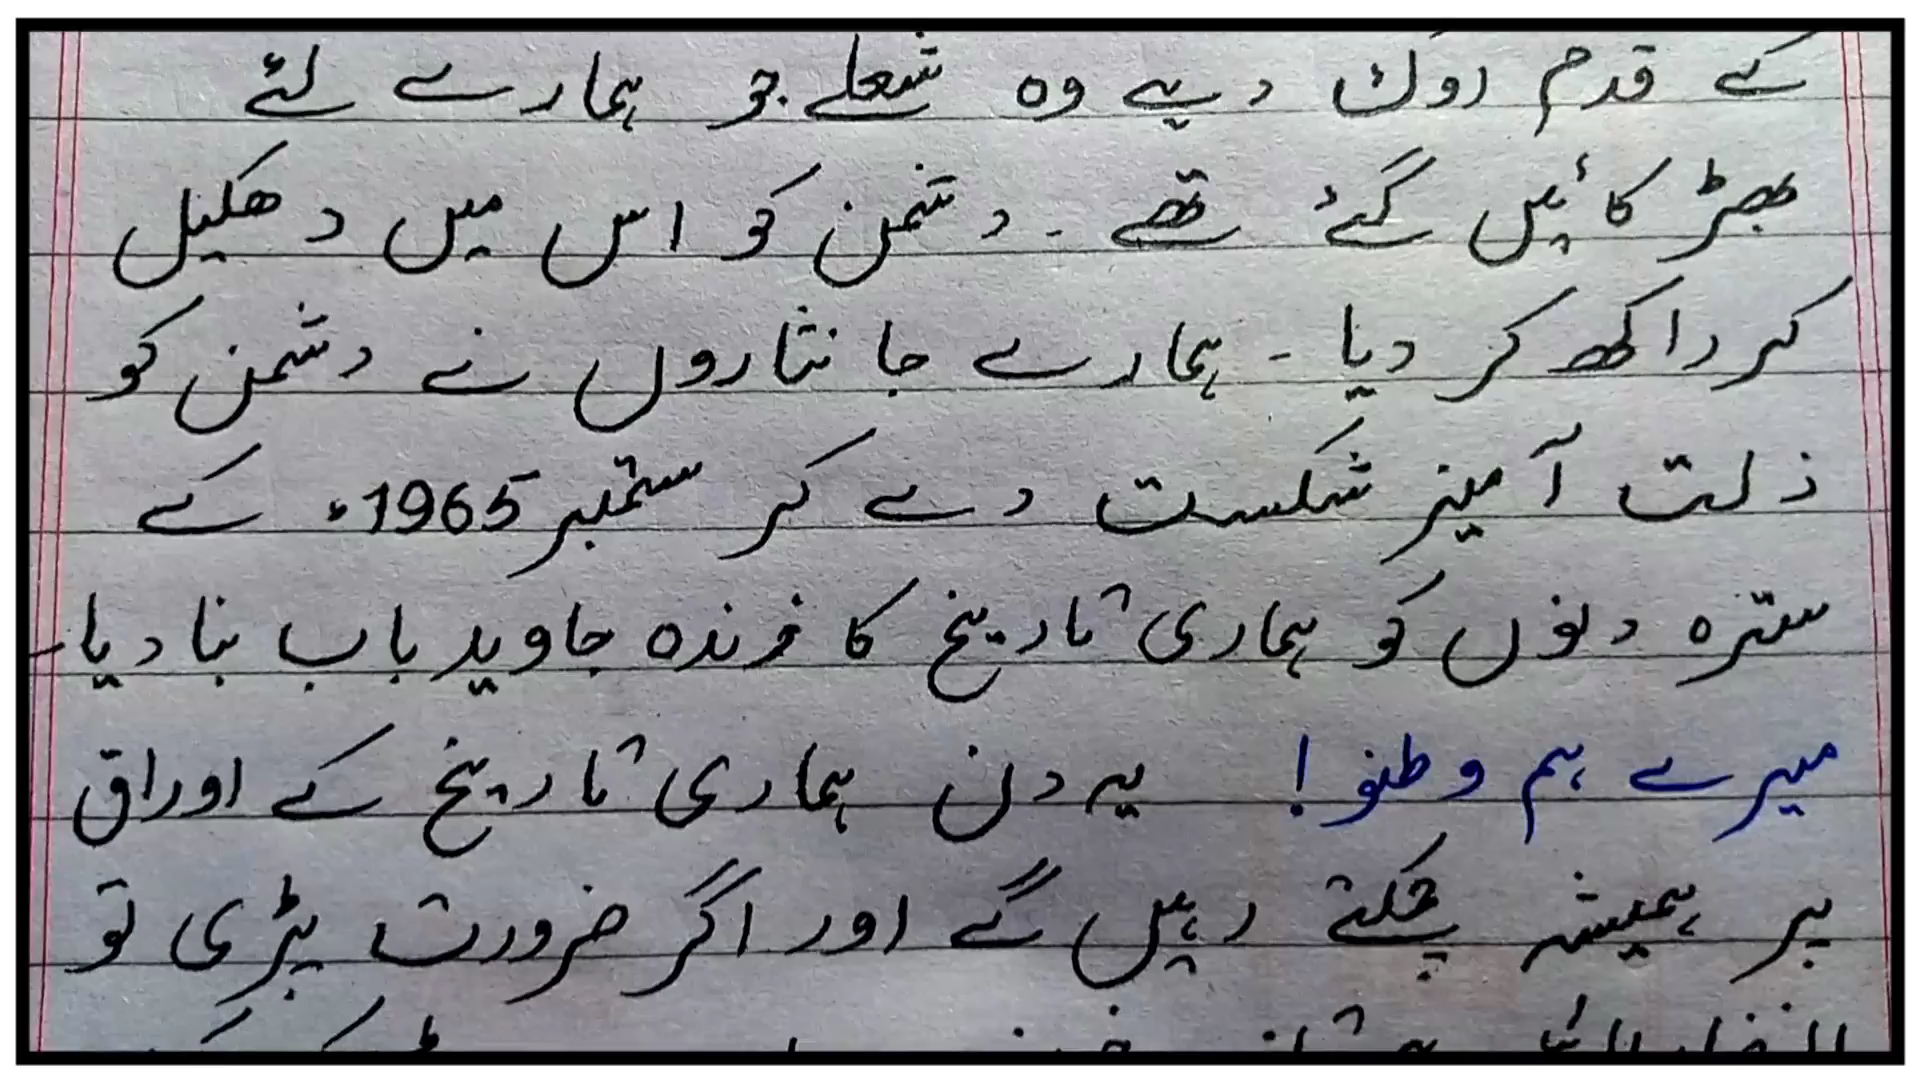 کے قدم روک دیے وہ شعلے جو ہمارے لئے
بھڑکائیں گئے تھے ۔ دشمن کو اس میں دھکیل
کر راکھ کر دیا ۔ ہمارے جانثاروں نے دشمن کو
ذلت آمیز شکست دے کر ستمبر 1965ء کے
سترہ دنوں کو ہماری تاریخ کا فرندہ جاوید باب بنا دیا۔
میرے ہم وطنو ! یہ دن ہماری تاریخ کے اوراق
پر ہمیشہ چمکتے رہیں گے اور اگر ضرورت پڑی تو